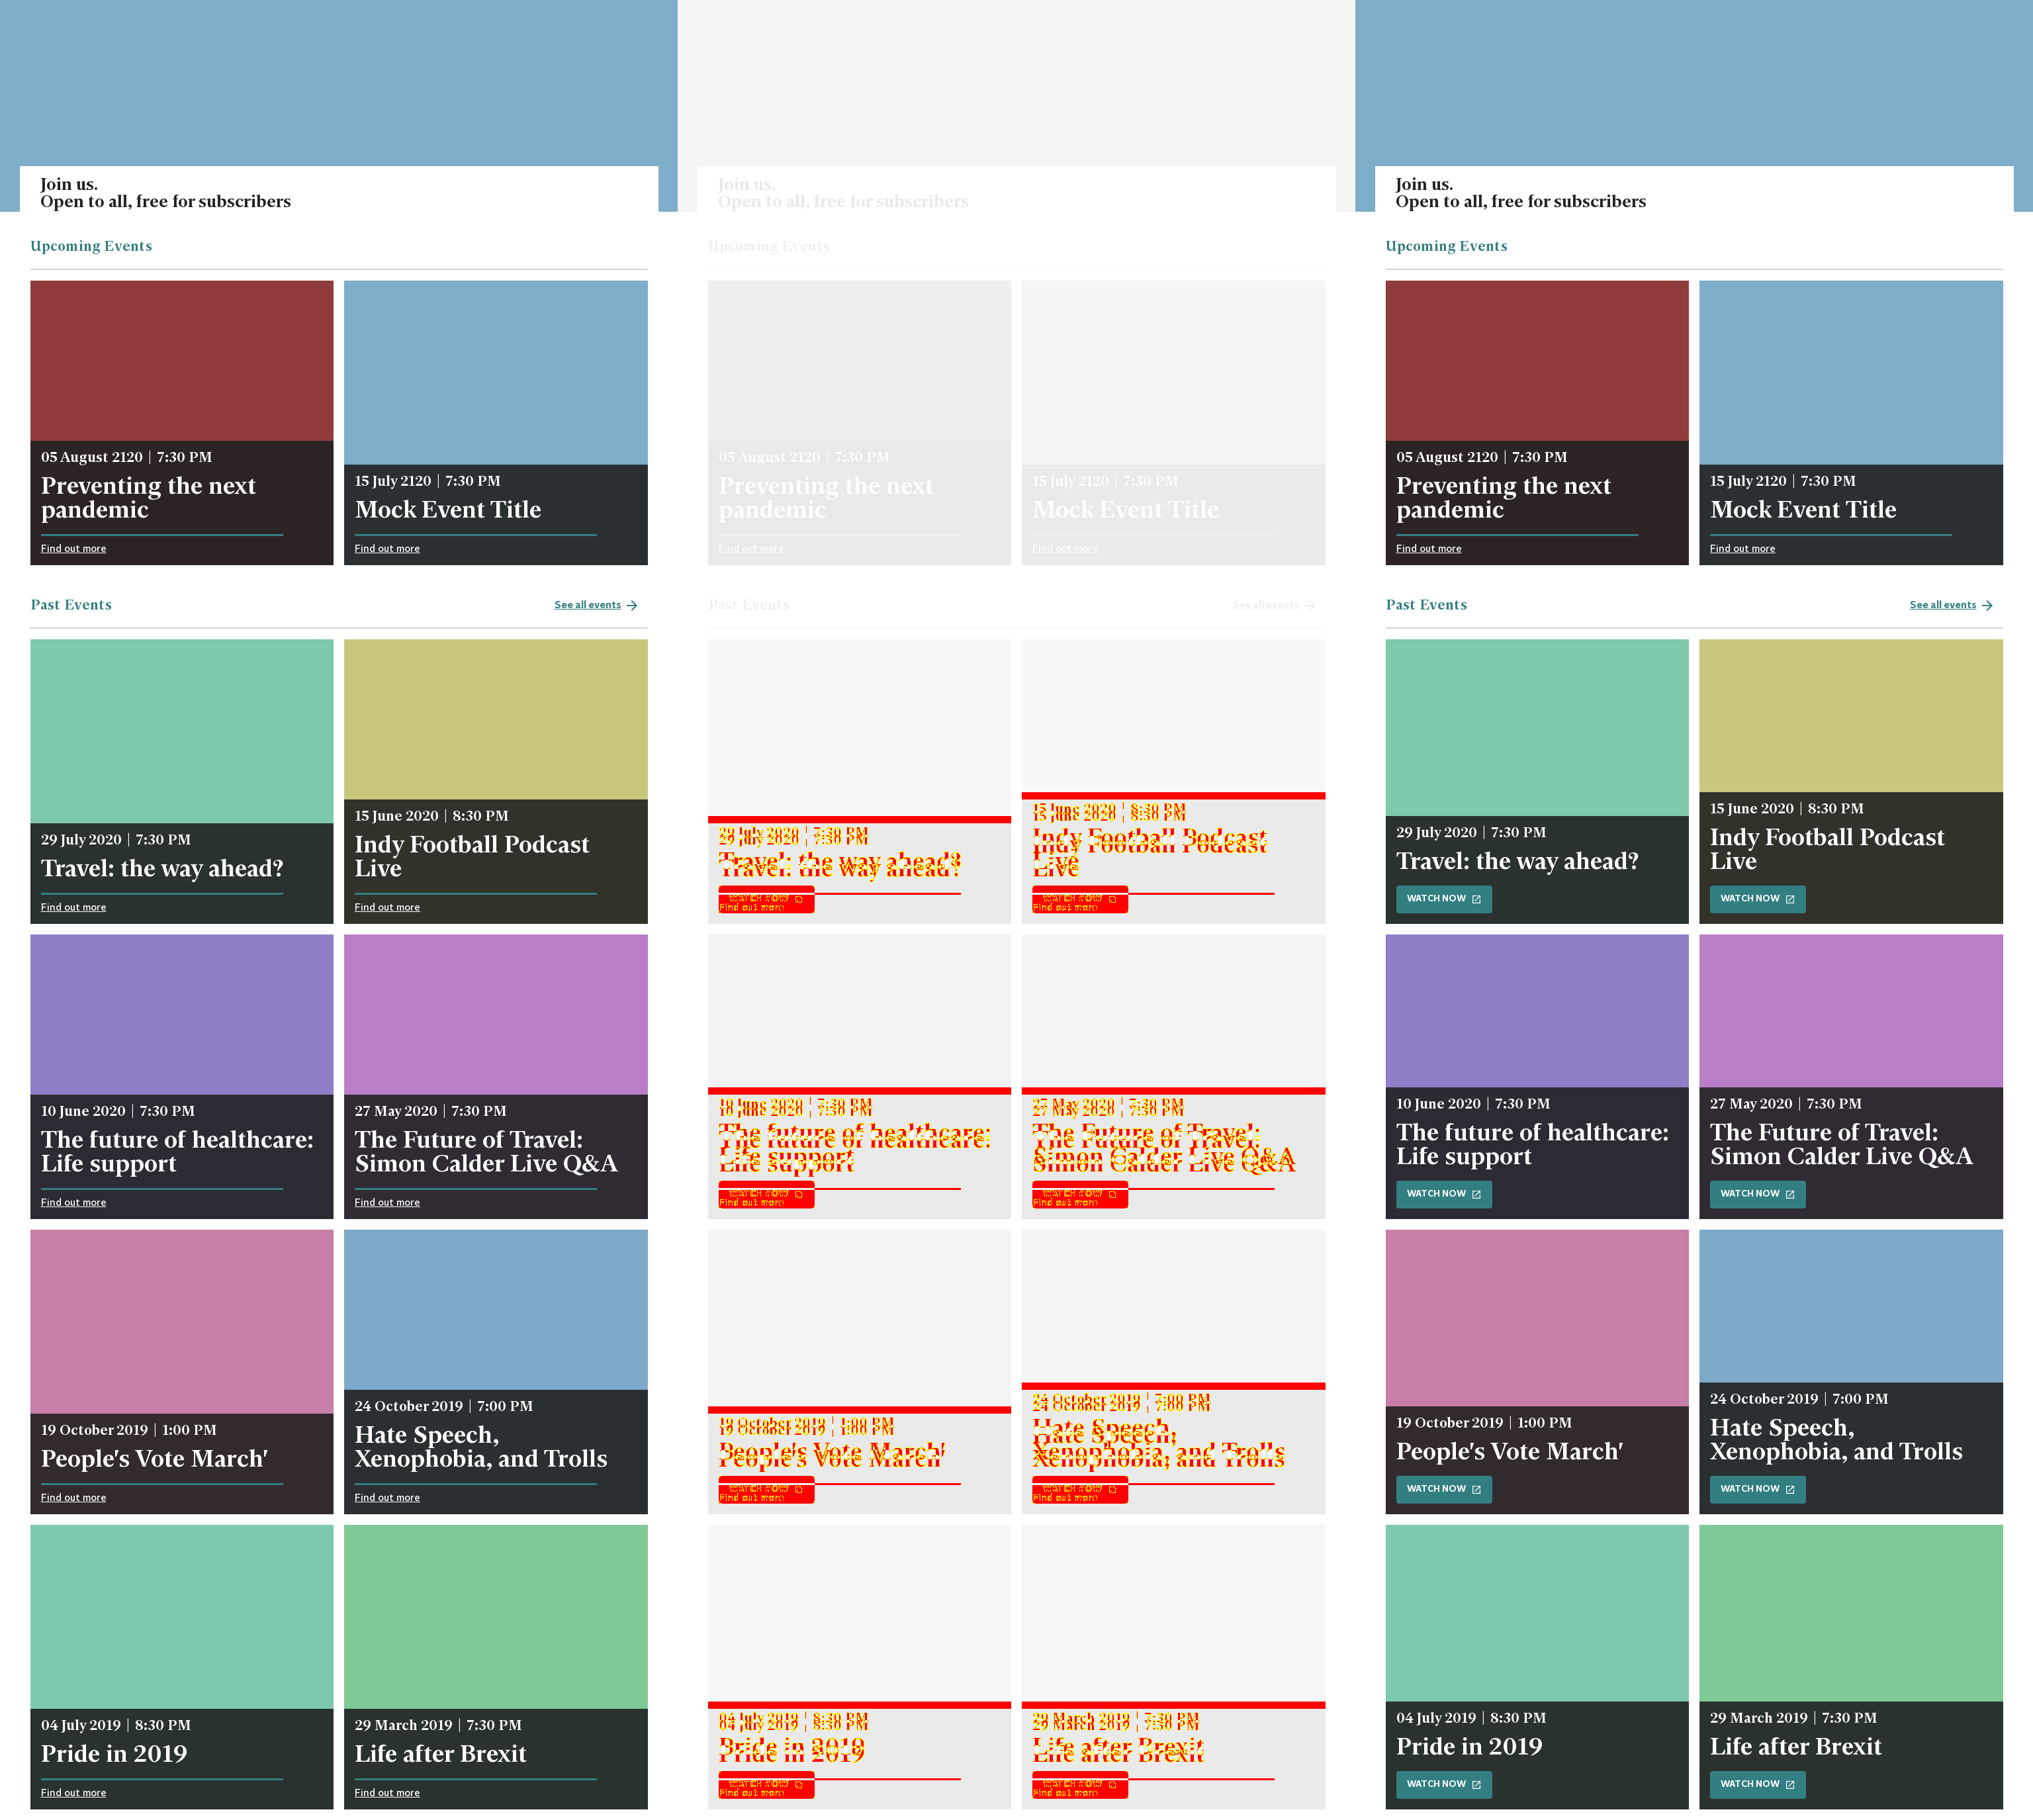 Join us.
Open to all, free for subscribers
Upcoming Events
05 August 2120 | 7:30 PM
Preventing the next
pandemic
Find out more
15 July 2120 | 7:30 PM
Mock Event Title
Find out more
Past Events
See all events
29 July 2020 | 7:30 PM
Travel: the way ahead?
Find out more
15 June 2020 | 8:30 PM
Indy Football Podcast
Live
Find out more
10 June 2020 | 7:30 PM
The future of healthcare:
Life support
Find out more
27 May 2020 | 7:30 PM
The Future of Travel:
Simon Calder Live Q&A
Find out more
19 October 2019 | 1:00 PM
People's Vote March'
Find out more
24 October 2019 | 7:00 PM
Hate Speech,
Xenophobia, and Trolls
Find out more
04 July 2019 | 8:30 PM
Pride in 2019
Find out more
29 March 2019 | 7:30 PM
Life after Brexit
Find out more
Join us.
Open to all, free for subscribers
Upcoming Events
05 August 2120 | 7:30 PM
Preventing the next
pandemic
Find out more
15 July 2120 | 7:30 PM
Mock Event Title
Find out more
Past Events
See all events
29 July 2020 | 7:30 PM
Travel: the way ahead?
Find out more
15 June 2020 | 8:30 PM
Indy Football Podcast
Live
Find out more
10 June 2020 | 7:30 PM
The future of healthcare:
Life support
Find out more
27 May 2020 | 7:30 PM
The Future of Travel:
Simon Calder Live Q&A
Find out more
19 October 2019 | 1:00 PM
People's Vote March'
Find out more
24 October 2019 | 7:00 PM
Hate Speech,
Xenophobia, and Trolls
Find out more
04 July 2019 | 8:30 PM
Pride in 2019
Find out more
29 March 2019 | 7:30 PM
Life after Brexit
Find out more
Join us.
Open to all, free for subscribers
Upcoming Events
05 August 2120 | 7:30 PM
Preventing the next
pandemic
Find out more
15 July 2120 | 7:30 PM
Mock Event Title
Find out more
Past Events
See all events
29 July 2020 | 7:30 PM
Travel: the way ahead?
WATCH NOW
15 June 2020 | 8:30 PM
Indy Football Podcast
Live
WATCH NOW
10 June 2020 | 7:30 PM
The future of healthcare:
Life support
WATCH NOW
27 May 2020 | 7:30 PM
The Future of Travel:
Simon Calder Live Q&A
WATCH NOW
19 October 2019 | 1:00 PM
People's Vote March'
WATCH NOW
24 October 2019 | 7:00 PM
Hate Speech,
Xenophobia, and Trolls
WATCH NOW
04 July 2019 | 8:30 PM
Pride in 2019
WATCH NOW
29 March 2019 | 7:30 PM
Life after Brexit
WATCH NOW